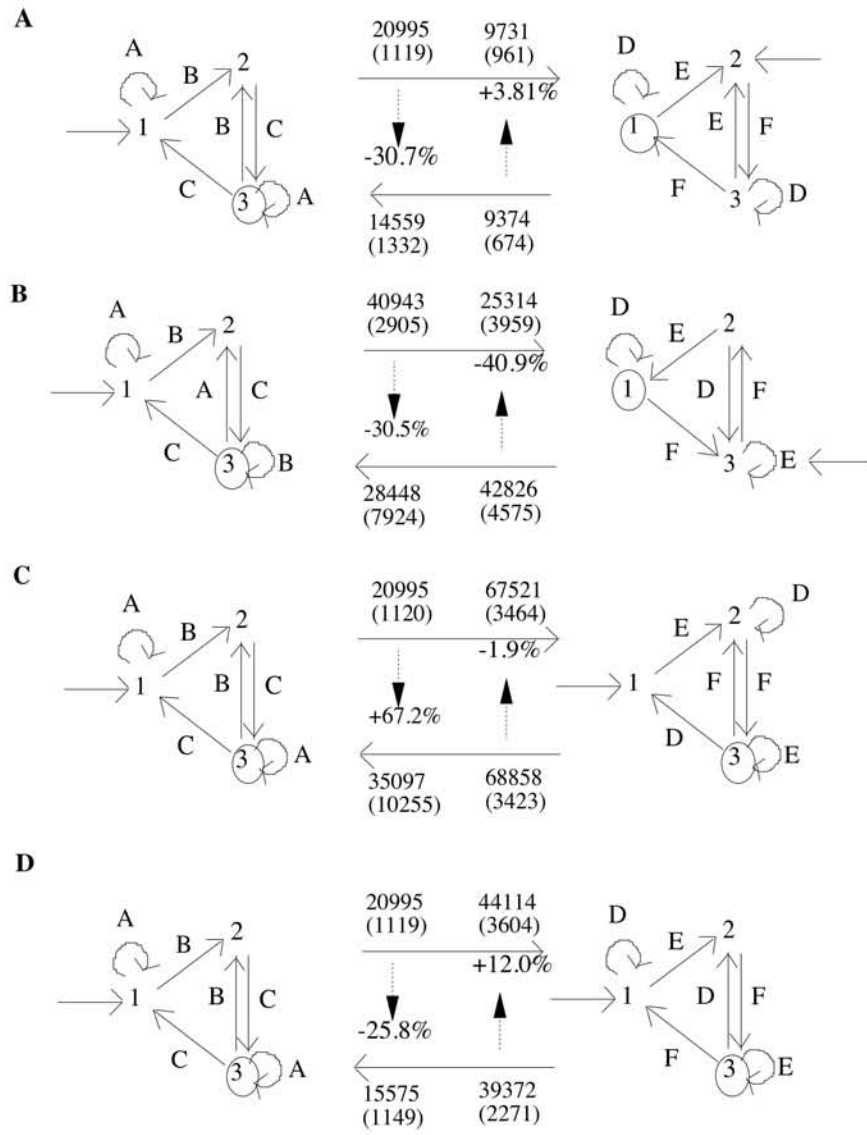 A
20995 9731
(1119) (961)
A D
2 2
B E
+3.81%
1 B C 1 E F
-30.7%
C 3 A F 3 D
14559 9374
(1332) (674)
B
40943 25314
(2905) (3959)
A D
2 2
B E
-40.9%
1 A C 1 D F
-30.5%
C 3 B F 3 E
28448 42826
(7924) (4575)
C
20995 67521
(1120) (3464)
A D
2 2
B E
-1.9%
1 B C 1 F F
+67.2%
C 3 A D 3 E
35097 68858
(10255) (3423)
D
20995 44114
(1119) (3604)
A D
2 2
B E
+12.0%
1 B C 1 D F
-25.8%
C 3 A F 3 E
15575 39372
(1149) (2271)